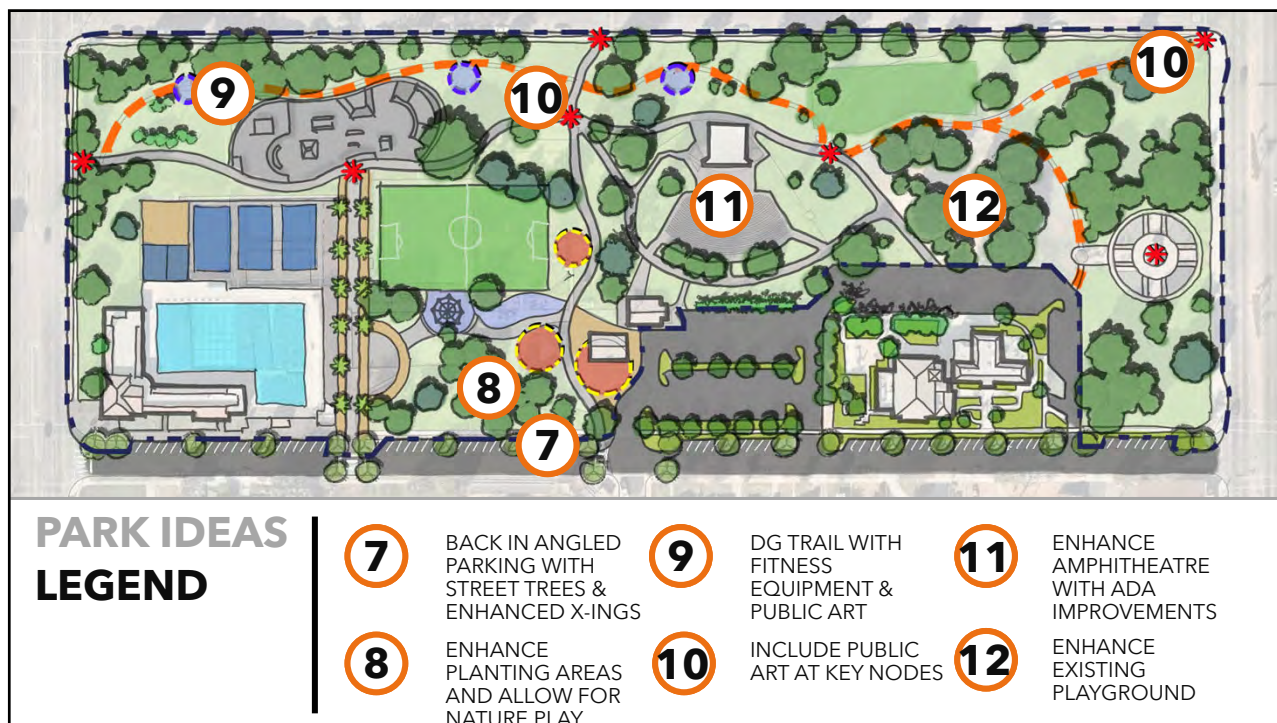 9
10
10
11
12
8
7
PARK IDEAS
LEGEND
7
BACK IN ANGLED
PARKING WITH
STREET TREES &
ENHANCED X-INGS
8
ENHANCE
PLANTING AREAS
AND ALLOW FOR
NATURE PLAY
9
DG TRAIL WITH
FITNESS
EQUIPMENT &
PUBLIC ART
10
INCLUDE PUBLIC
ART AT KEY NODES
11
ENHANCE
AMPHITHEATRE
WITH ADA
IMPROVEMENTS
12
ENHANCE
EXISTING
PLAYGROUND